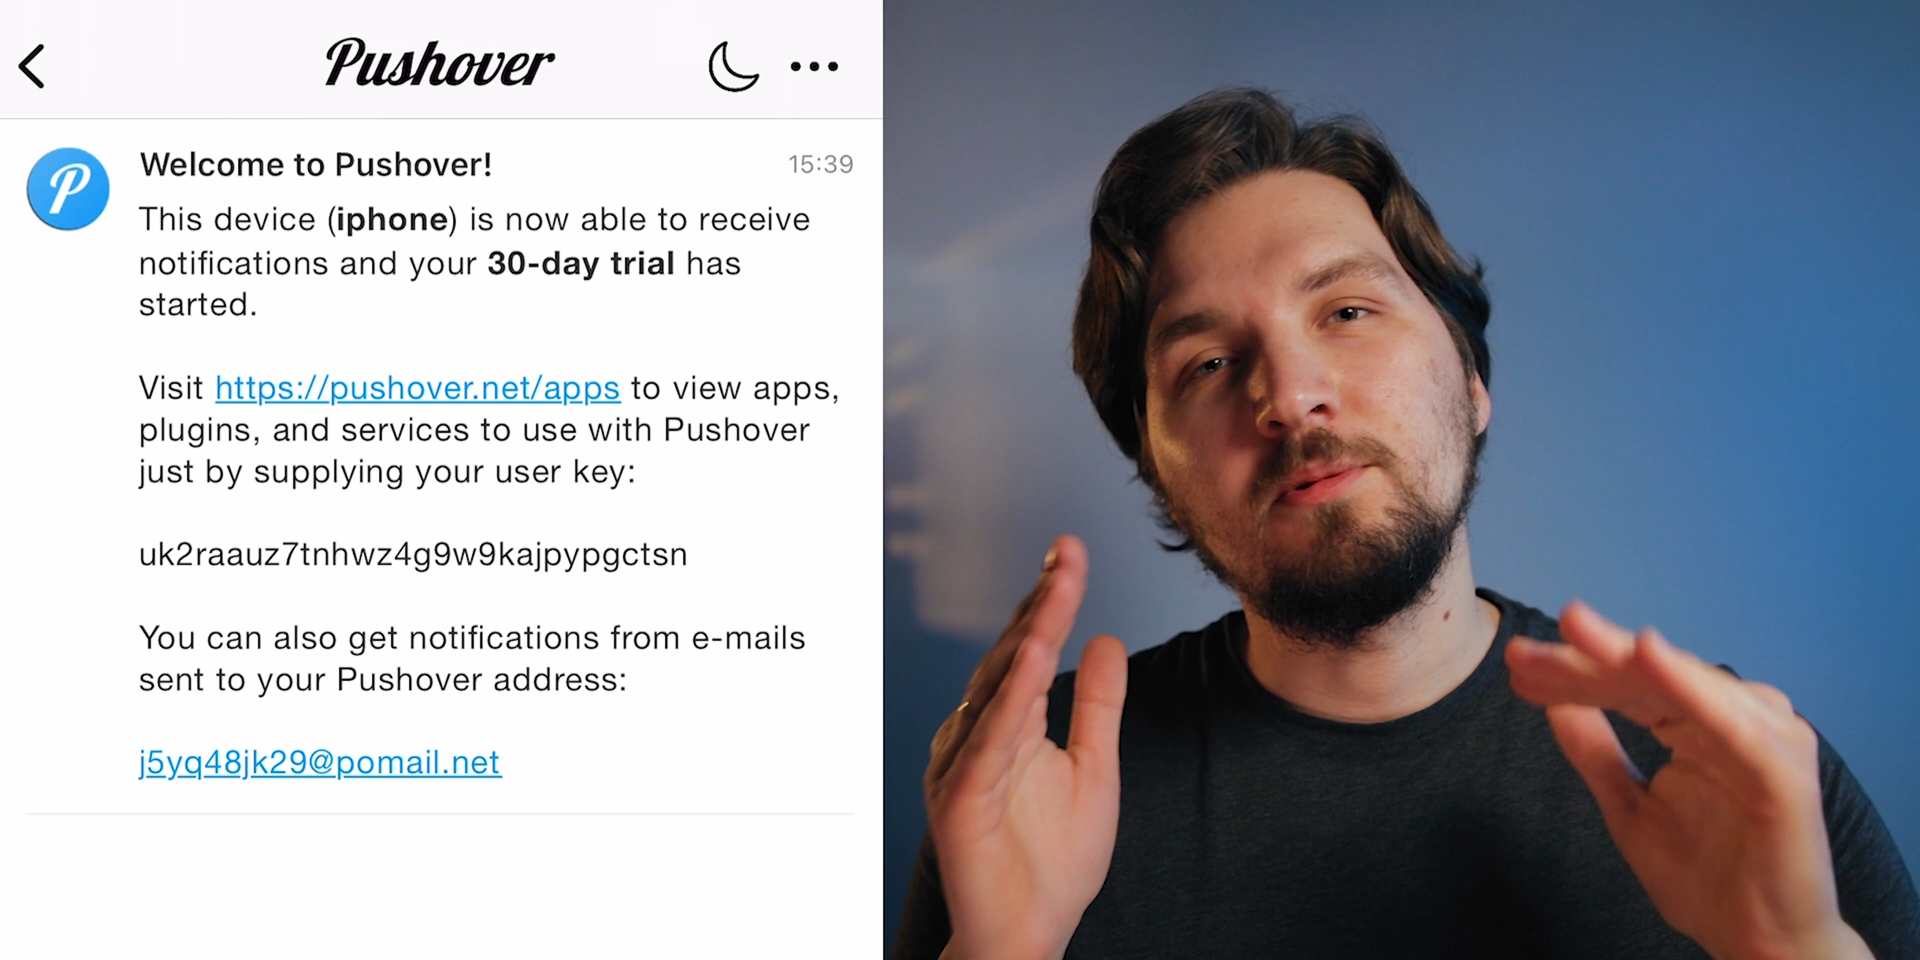 Pushover
Welcome to Pushover!
15:39
This device (iphone) is now able to receive
notifications and your 30-day trial has
started.
Visit https://pushover.net/apps to view apps,
plugins, and services to use with Pushover
just by supplying your user key:
uk2raauz7tnhwz4g9w9kajpypgctsn
You can also get notifications from e-mails
sent to your Pushover address:
j5yq48jk29@pomail.net